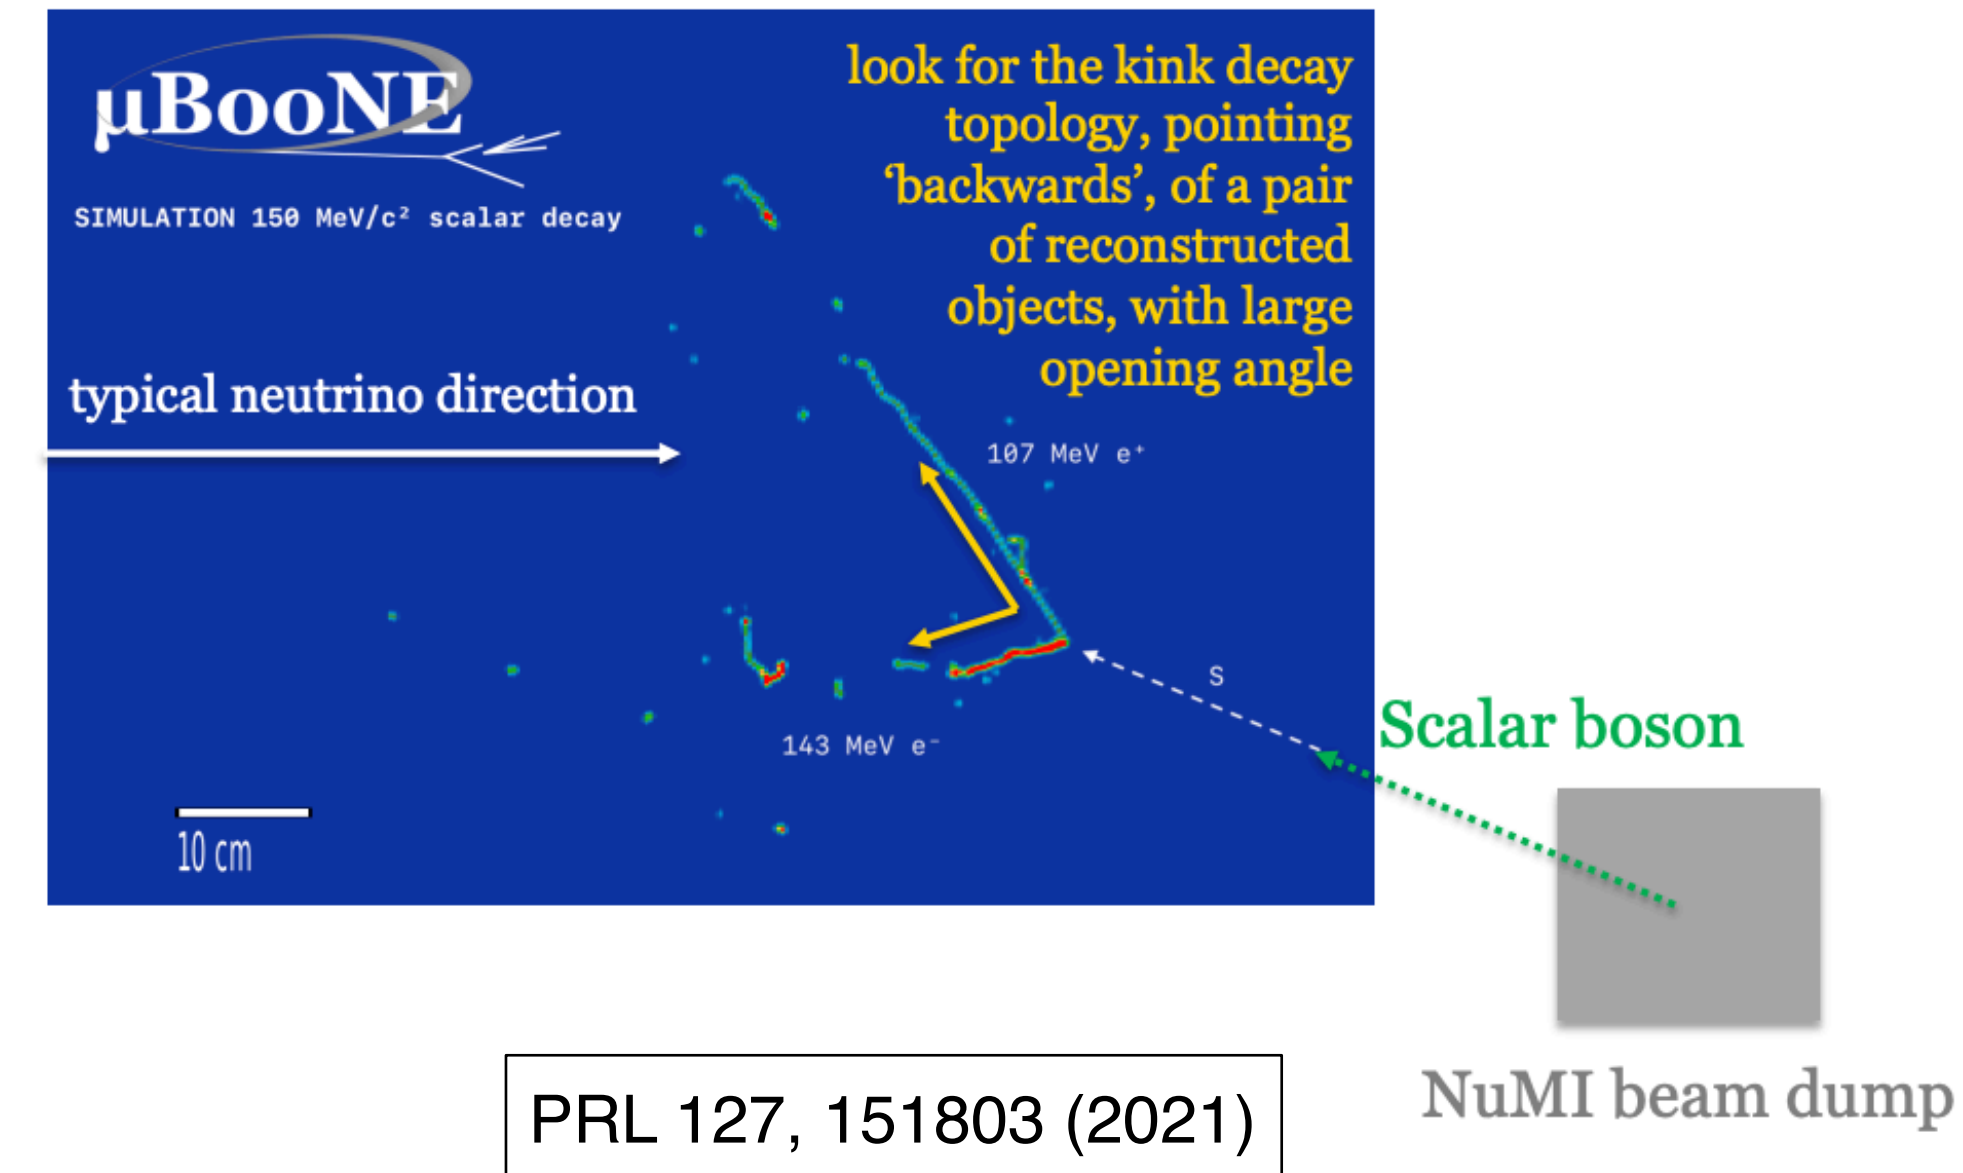 µBooNE
SIMULATION 150 MeV/c² scalar decay
look for the kink decay
topology, pointing
‘backwards’, of a pair
of reconstructed
objects, with large
opening angle
typical neutrino direction
107 MeV e⁺
S
143 MeV e⁻
10 cm
Scalar boson
NuMI beam dump
PRL 127, 151803 (2021)